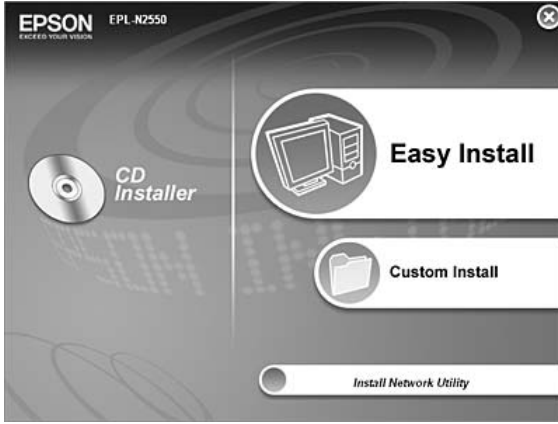 EPSON
EXCEED YOUR VISION
EPL-N2550
CD
Installer
Easy Install
Custom Install
Install Network Utility